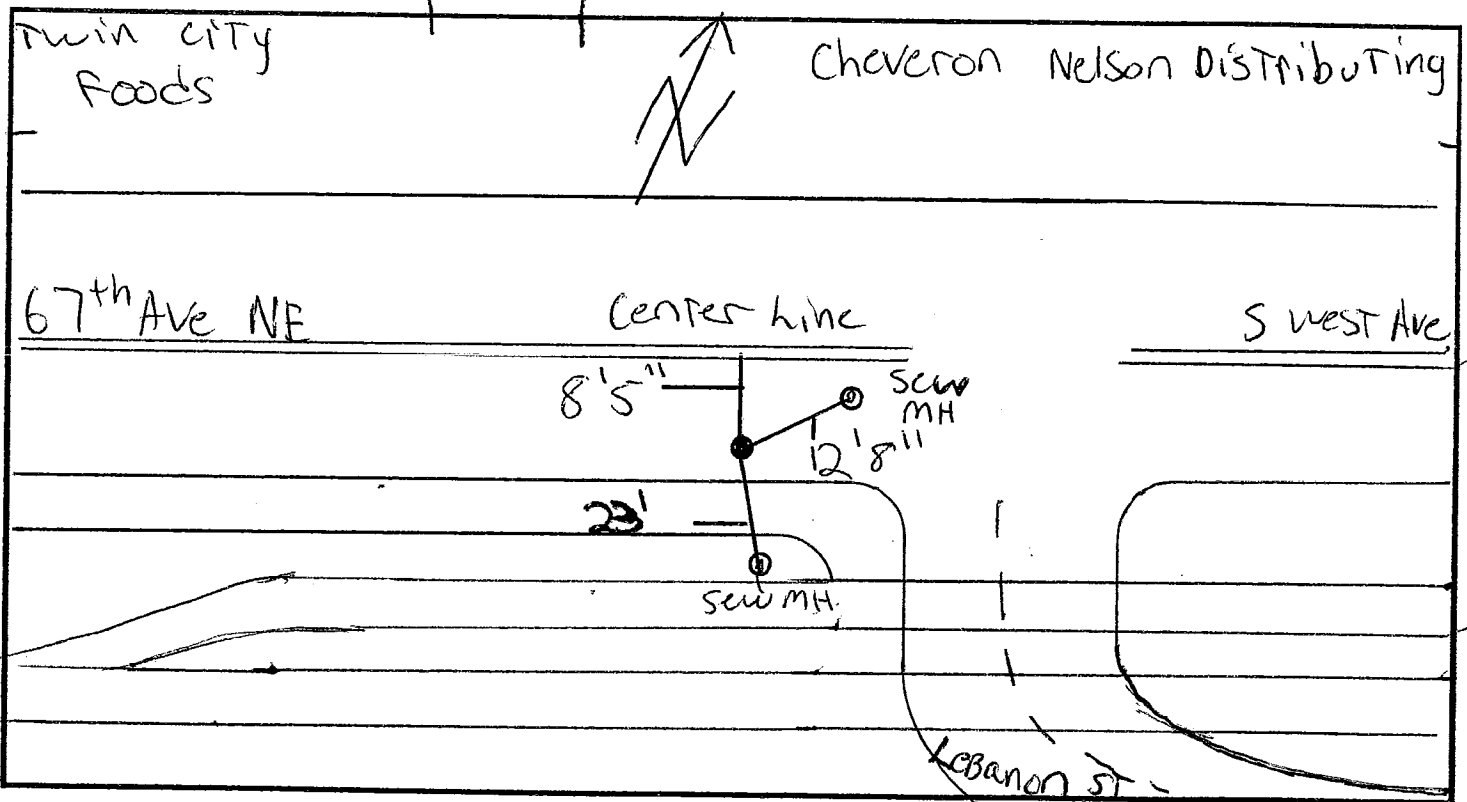 Twin City
Foods
N
Cheveron Nelson Distributing
67th Ave NE
Center Line
S West Ave
8'5"
Sew
MH
12'8"
23'
Sew MH
Lebanon ST